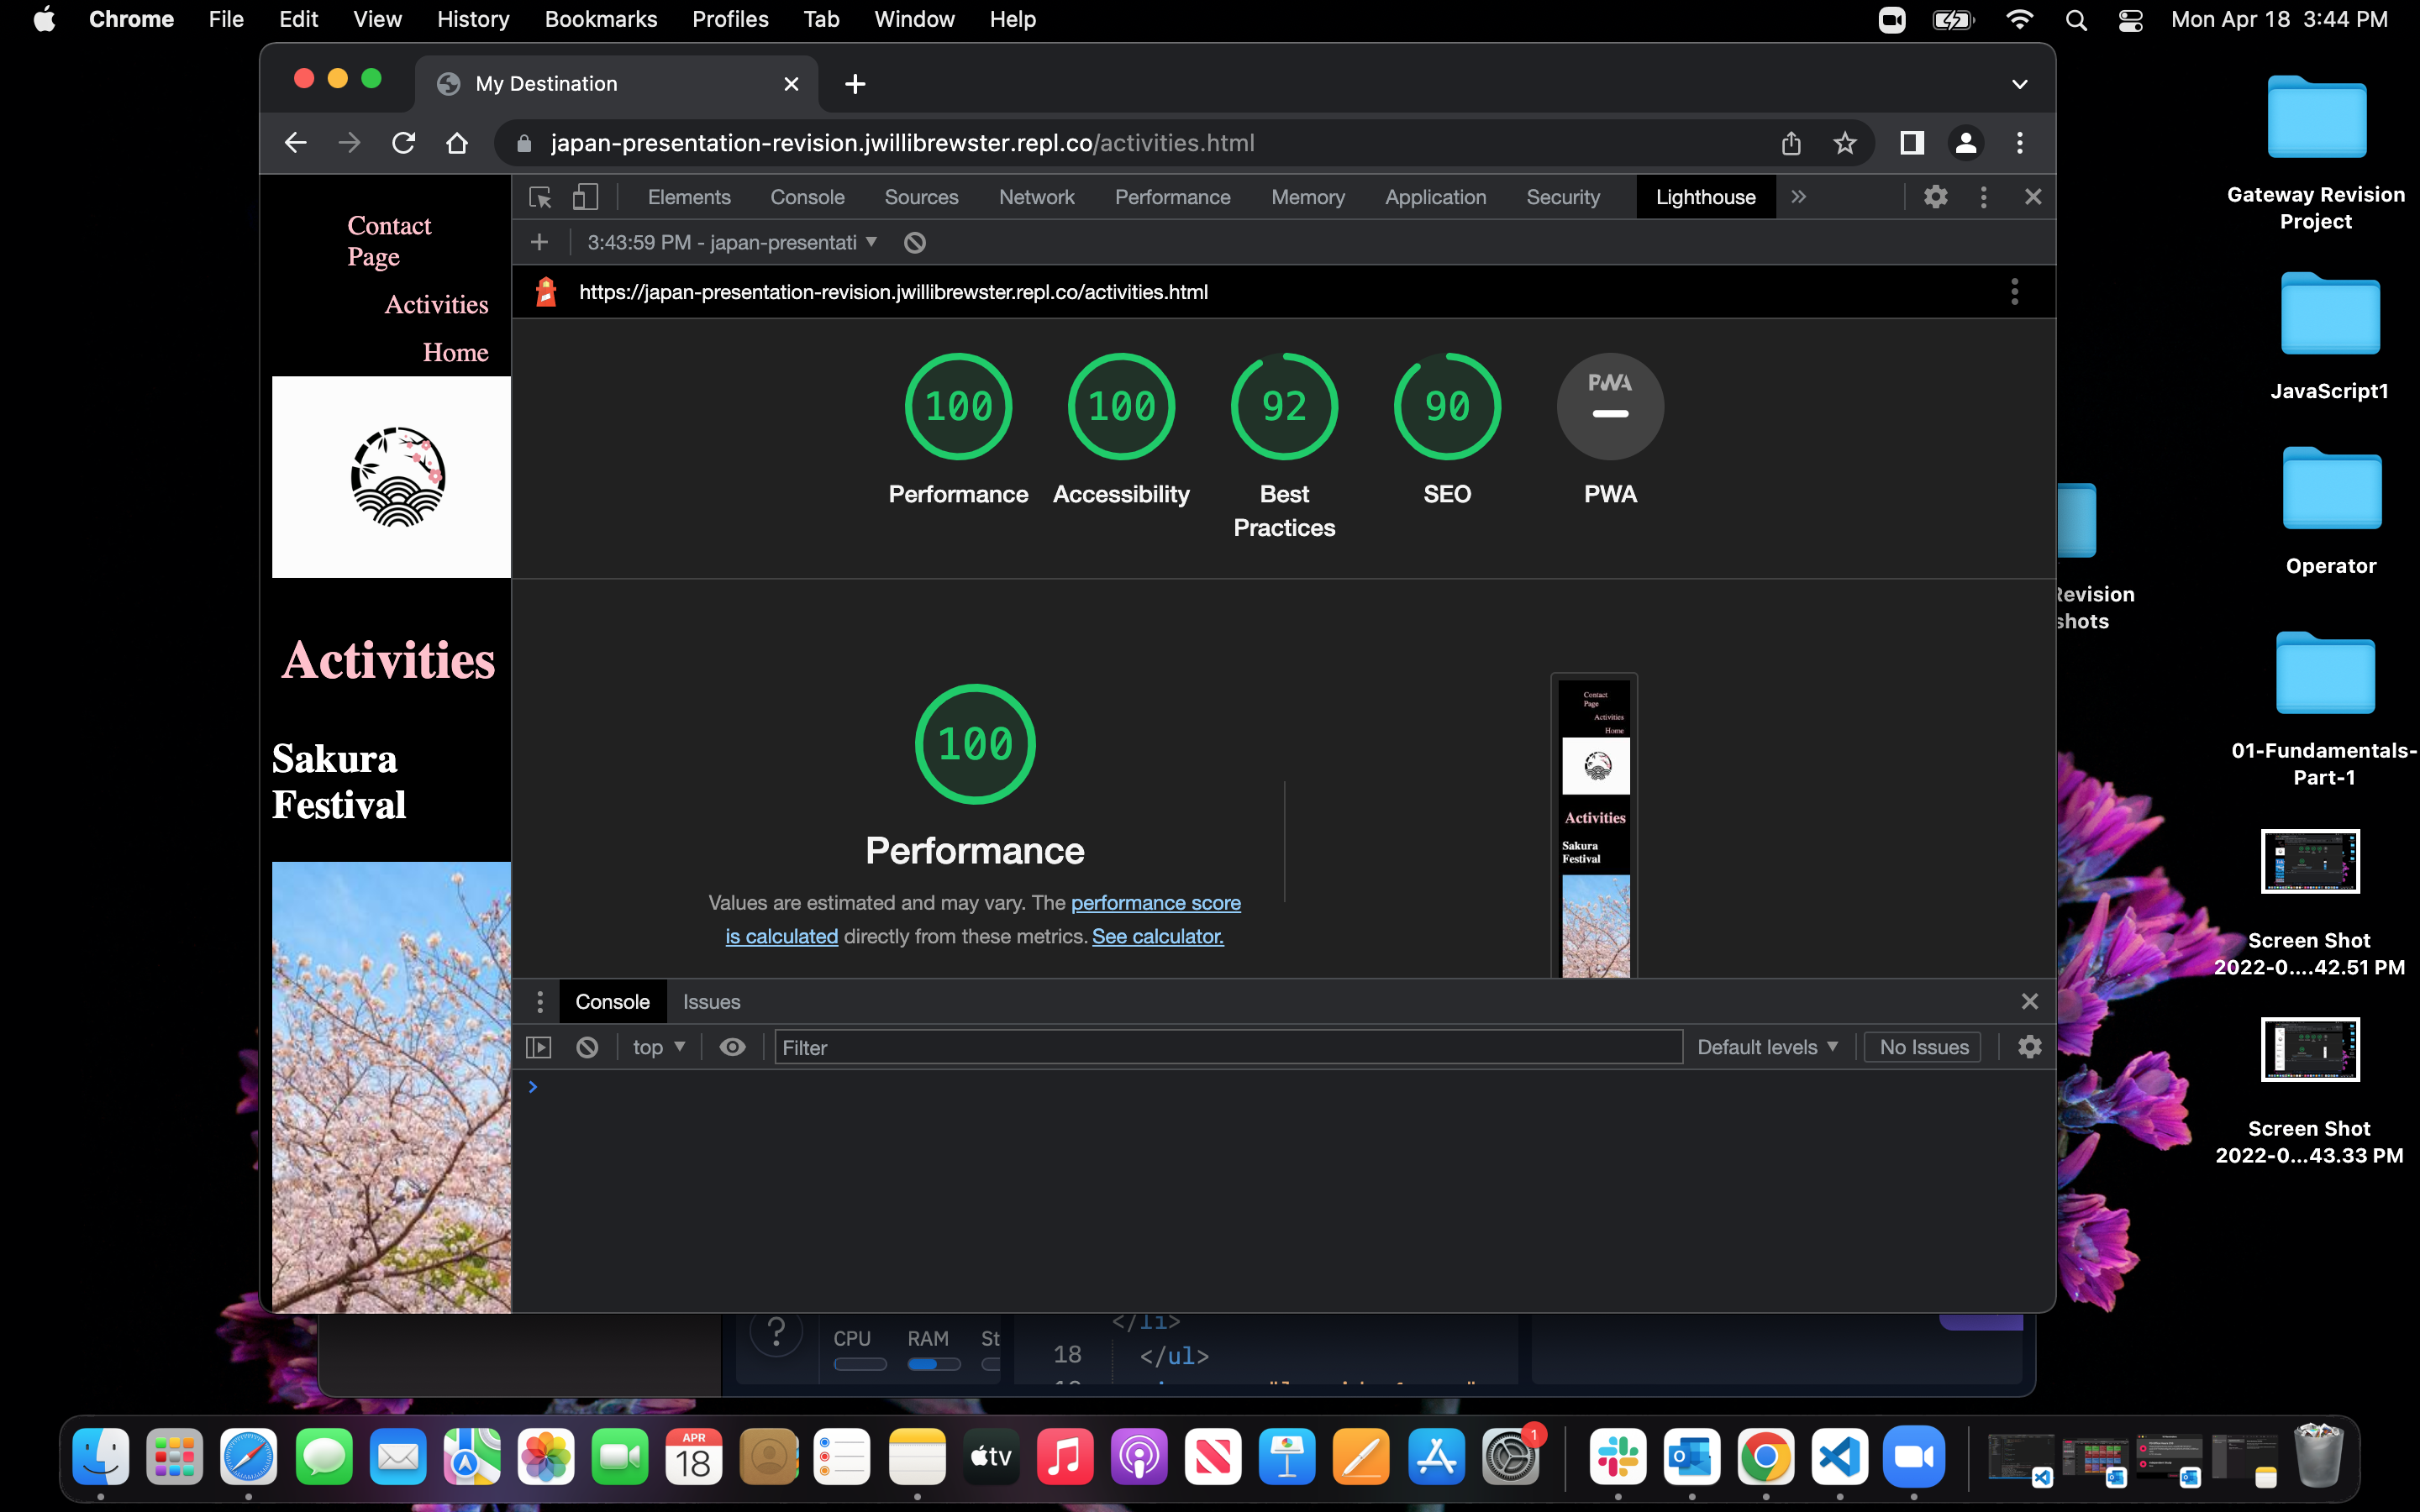 Chrome File Edit View History Bookmarks Profiles Tab Window Help
Mon Apr 18 3:44 PM
My Destination
japan-presentation-revision.jwillibrewster.repl.co/activities.html
Elements Console Sources Network Performance Memory Application Security Lighthouse
3:43:59 PM - japan-presentati
https://japan-presentation-revision.jwillibrewster.repl.co/activities.html
Contact
Page
Activities
Home
Activities
Sakura
Festival
100 100 92 90 PWA
Performance Accessibility Best
Practices SEO PWA
100
Performance
Values are estimated and may vary. The performance score
is calculated directly from these metrics. See calculator.
Contact
Page
Activities
Home
Activities
Sakura
Festival
Console Issues
top Filter Default levels No Issues
Gateway Revision
Project
JavaScript1
Operator
Revision
shots
01-Fundamentals-
Part-1
Screen Shot
2022-0....42.51 PM
Screen Shot
2022-0...43.33 PM
? CPU RAM St
</li>
18 </ul>
APR
18
tv
1